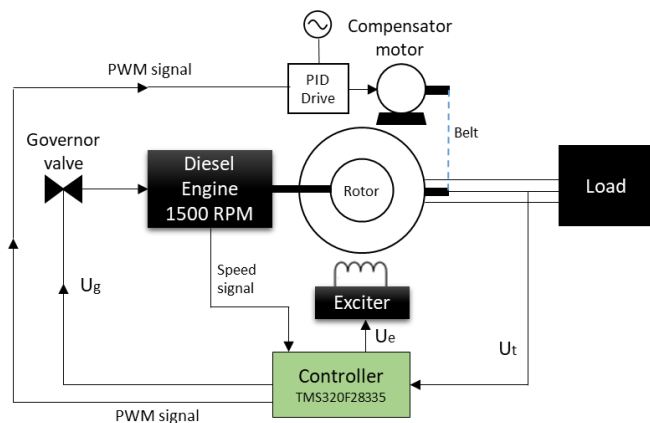 Compensator
motor
PWM signal
PID
Drive
Belt
Governor
valve
Diesel
Engine
1500 RPM
Rotor
Load
Speed
signal
Ug
Exciter
Ue
Ut
Controller
TMS320F28335
PWM signal